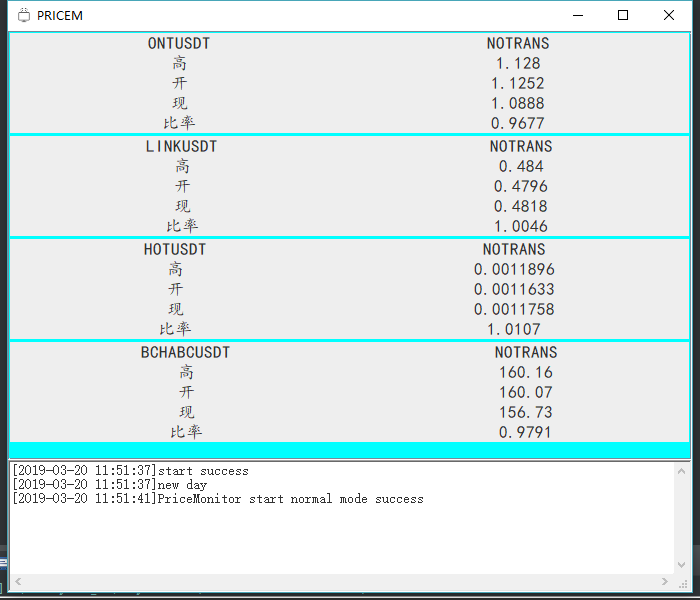 PRICEM
ONTUSDT NOTRANS
高 1.128
开 1.1252
现 1.0888
比率 0.9677
LINKUSDT NOTRANS
高 0.484
开 0.4796
现 0.4818
比率 1.0046
HOTUSDT NOTRANS
高 0.0011896
开 0.0011633
现 0.0011758
比率 1.0107
BCHABCUSDT NOTRANS
高 160.16
开 160.07
现 156.73
比率 0.9791
[2019-03-20 11:51:37]start success
[2019-03-20 11:51:37]new day
[2019-03-20 11:51:41]PriceMonitor start normal mode success